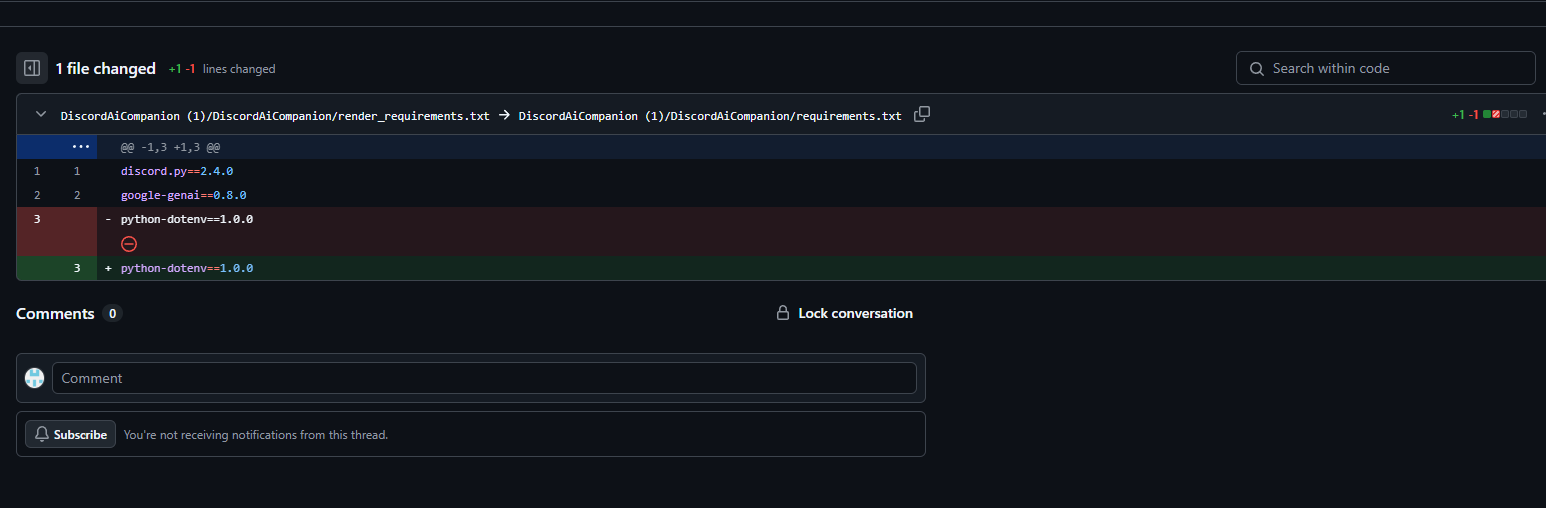 1 file changed +1 -1 lines changed
Search within code
DiscordAiCompanion (1)/DiscordAiCompanion/render_requirements.txt → DiscordAiCompanion (1)/DiscordAiCompanion/requirements.txt +1 -1
@@ -1,3 +1,3 @@
1 1 discord.py==2.4.0
2 2 google-genai==0.8.0
3 - python-dotenv==1.0.0
3 + python-dotenv==1.0.0
Comments 0
Lock conversation
Comment
Subscribe You're not receiving notifications from this thread.